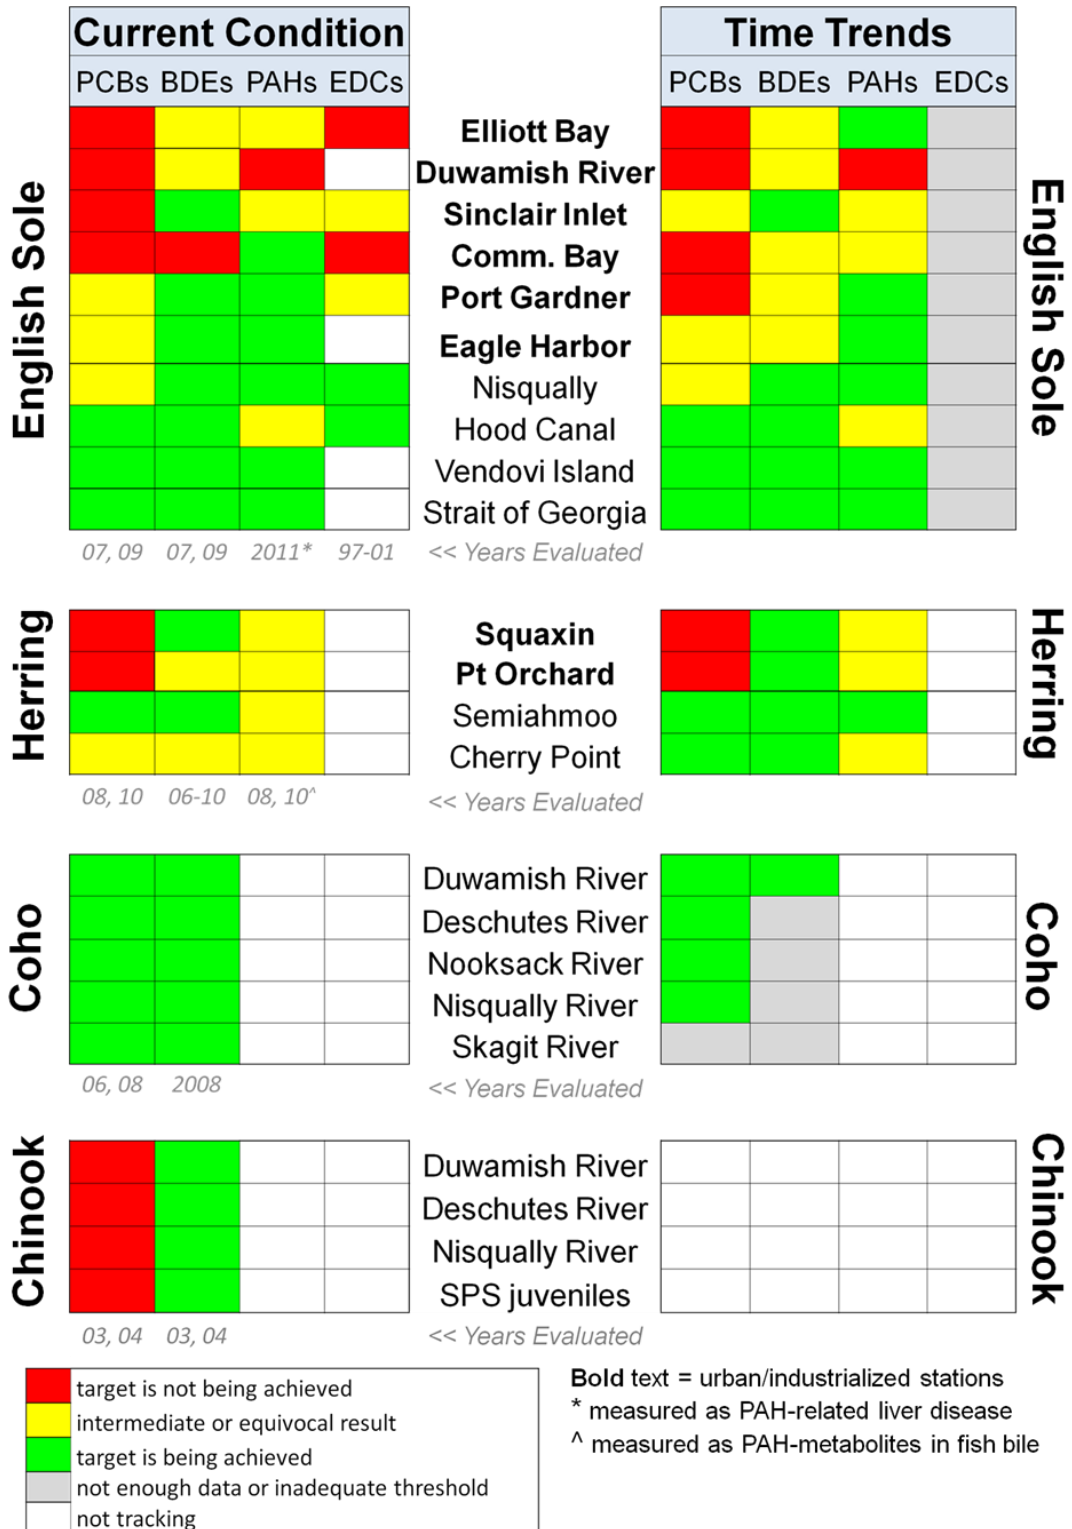 Current Condition
Time Trends
PCBs BDEs PAHs EDCs
PCBs BDEs PAHs EDCs
English Sole
Elliott Bay
Duwamish River
Sinclair Inlet
Comm. Bay
Port Gardner
Eagle Harbor
Nisqually
Hood Canal
Vendovi Island
Strait of Georgia
English Sole
07, 09 07, 09 2011* 97-01 << Years Evaluated
Herring
Squaxin
Pt Orchard
Semiahmoo
Cherry Point
Herring
08, 10 06-10 08, 10^ << Years Evaluated
Coho
Duwamish River
Deschutes River
Nooksack River
Nisqually River
Skagit River
Coho
06, 08 2008 << Years Evaluated
Chinook
Duwamish River
Deschutes River
Nisqually River
SPS juveniles
Chinook
03, 04 03, 04 << Years Evaluated
target is not being achieved
intermediate or equivocal result
target is being achieved
not enough data or inadequate threshold
not tracking
Bold text = urban/industrialized stations
* measured as PAH-related liver disease
^ measured as PAH-metabolites in fish bile